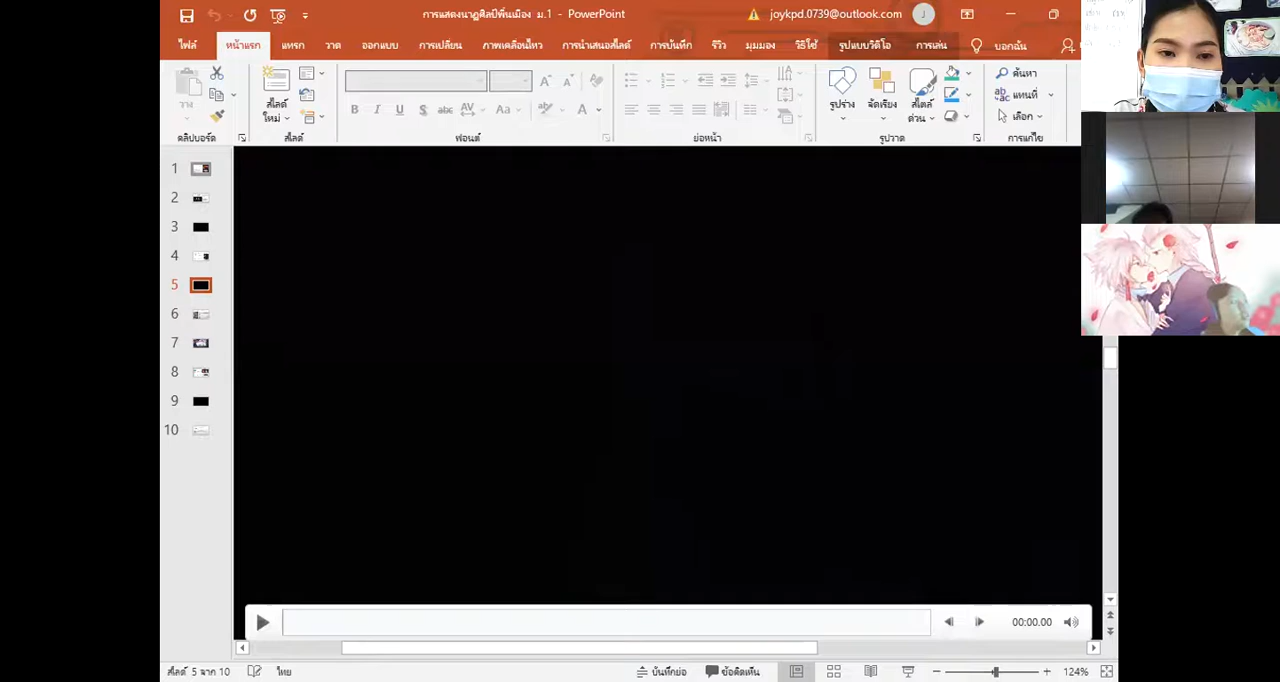 การแสดงนาฏศิลป์พื้นเมือง ม.1 - PowerPoint
joykpd.0739@outlook.com
J
ไฟล์ หน้าแรก แทรก วาด ออกแบบ การเปลี่ยน ภาพเคลื่อนไหว การนำเสนอสไลด์ การบันทึก รีวิว มุมมอง วิธีใช้ รูปแบบวิดีโอ การเล่น บอกฉัน
วาง
สไลด์
ใหม่
B I U S abc AV Aa A
รูปร่าง จัดเรียง สไตล์
ด่วน
ค้นหา
แทนที่
เลือก
คลิปบอร์ด สไลด์ ฟอนต์ ย่อหน้า รูปวาด การแก้ไข
1
2
3
4
5
6
7
8
9
10
00:00.00
สไลด์ 5 จาก 10 ไทย บันทึกย่อ ข้อคิดเห็น 124%